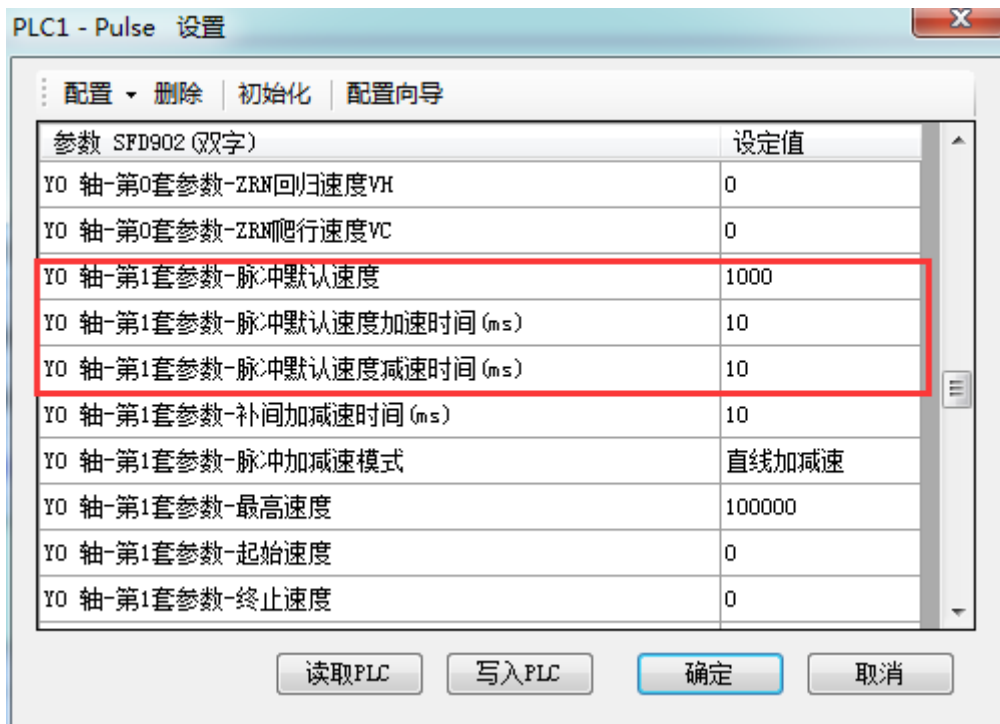 PLC1 - Pulse 设置
配置 删除 初始化 配置向导
参数 SFD902(双字) 设定值
Y0 轴-第0套参数-ZRN回归速度VH 0
Y0 轴-第0套参数-ZRN爬行速度VC 0
Y0 轴-第1套参数-脉冲默认速度 1000
Y0 轴-第1套参数-脉冲默认速度加速时间(ms) 10
Y0 轴-第1套参数-脉冲默认速度减速时间(ms) 10
Y0 轴-第1套参数-补间加减速时间(ms) 10
Y0 轴-第1套参数-脉冲加减速模式 直线加减速
Y0 轴-第1套参数-最高速度 100000
Y0 轴-第1套参数-起始速度 0
Y0 轴-第1套参数-终止速度 0
读取PLC 写入PLC 确定 取消